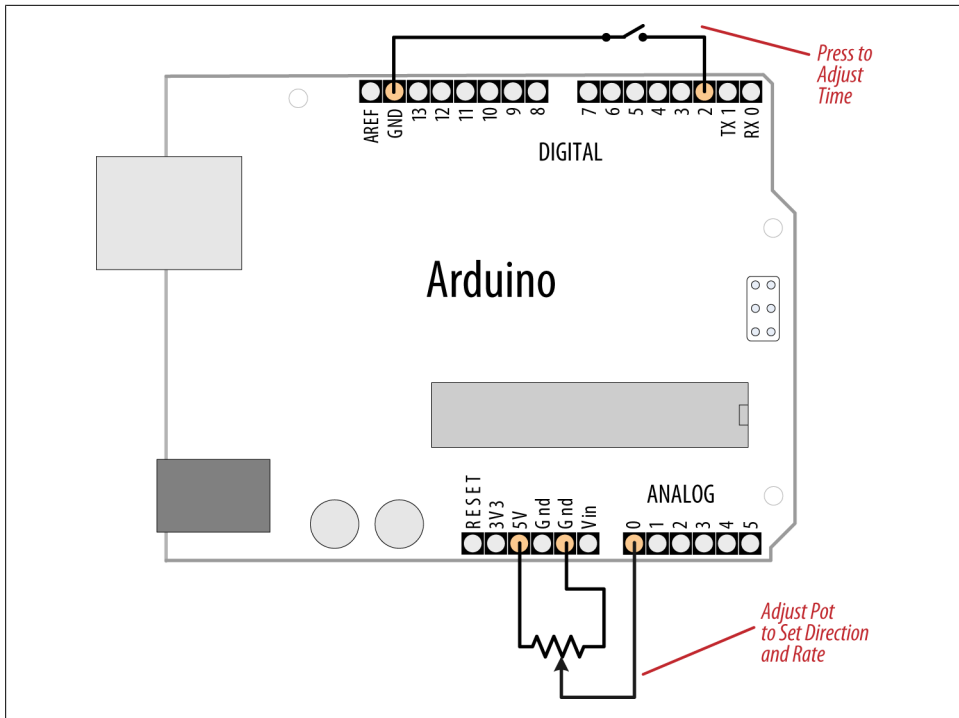 Press to
Adjust
Time
AREF
GND
13
12
11
10
9
8
7
6
5
4
3
2
TX 1
RX 0
DIGITAL
Arduino
ANALOG
RESET
3V3
5V
Gnd
Gnd
Vin
0
1
2
3
4
5
Adjust Pot
to Set Direction
and Rate